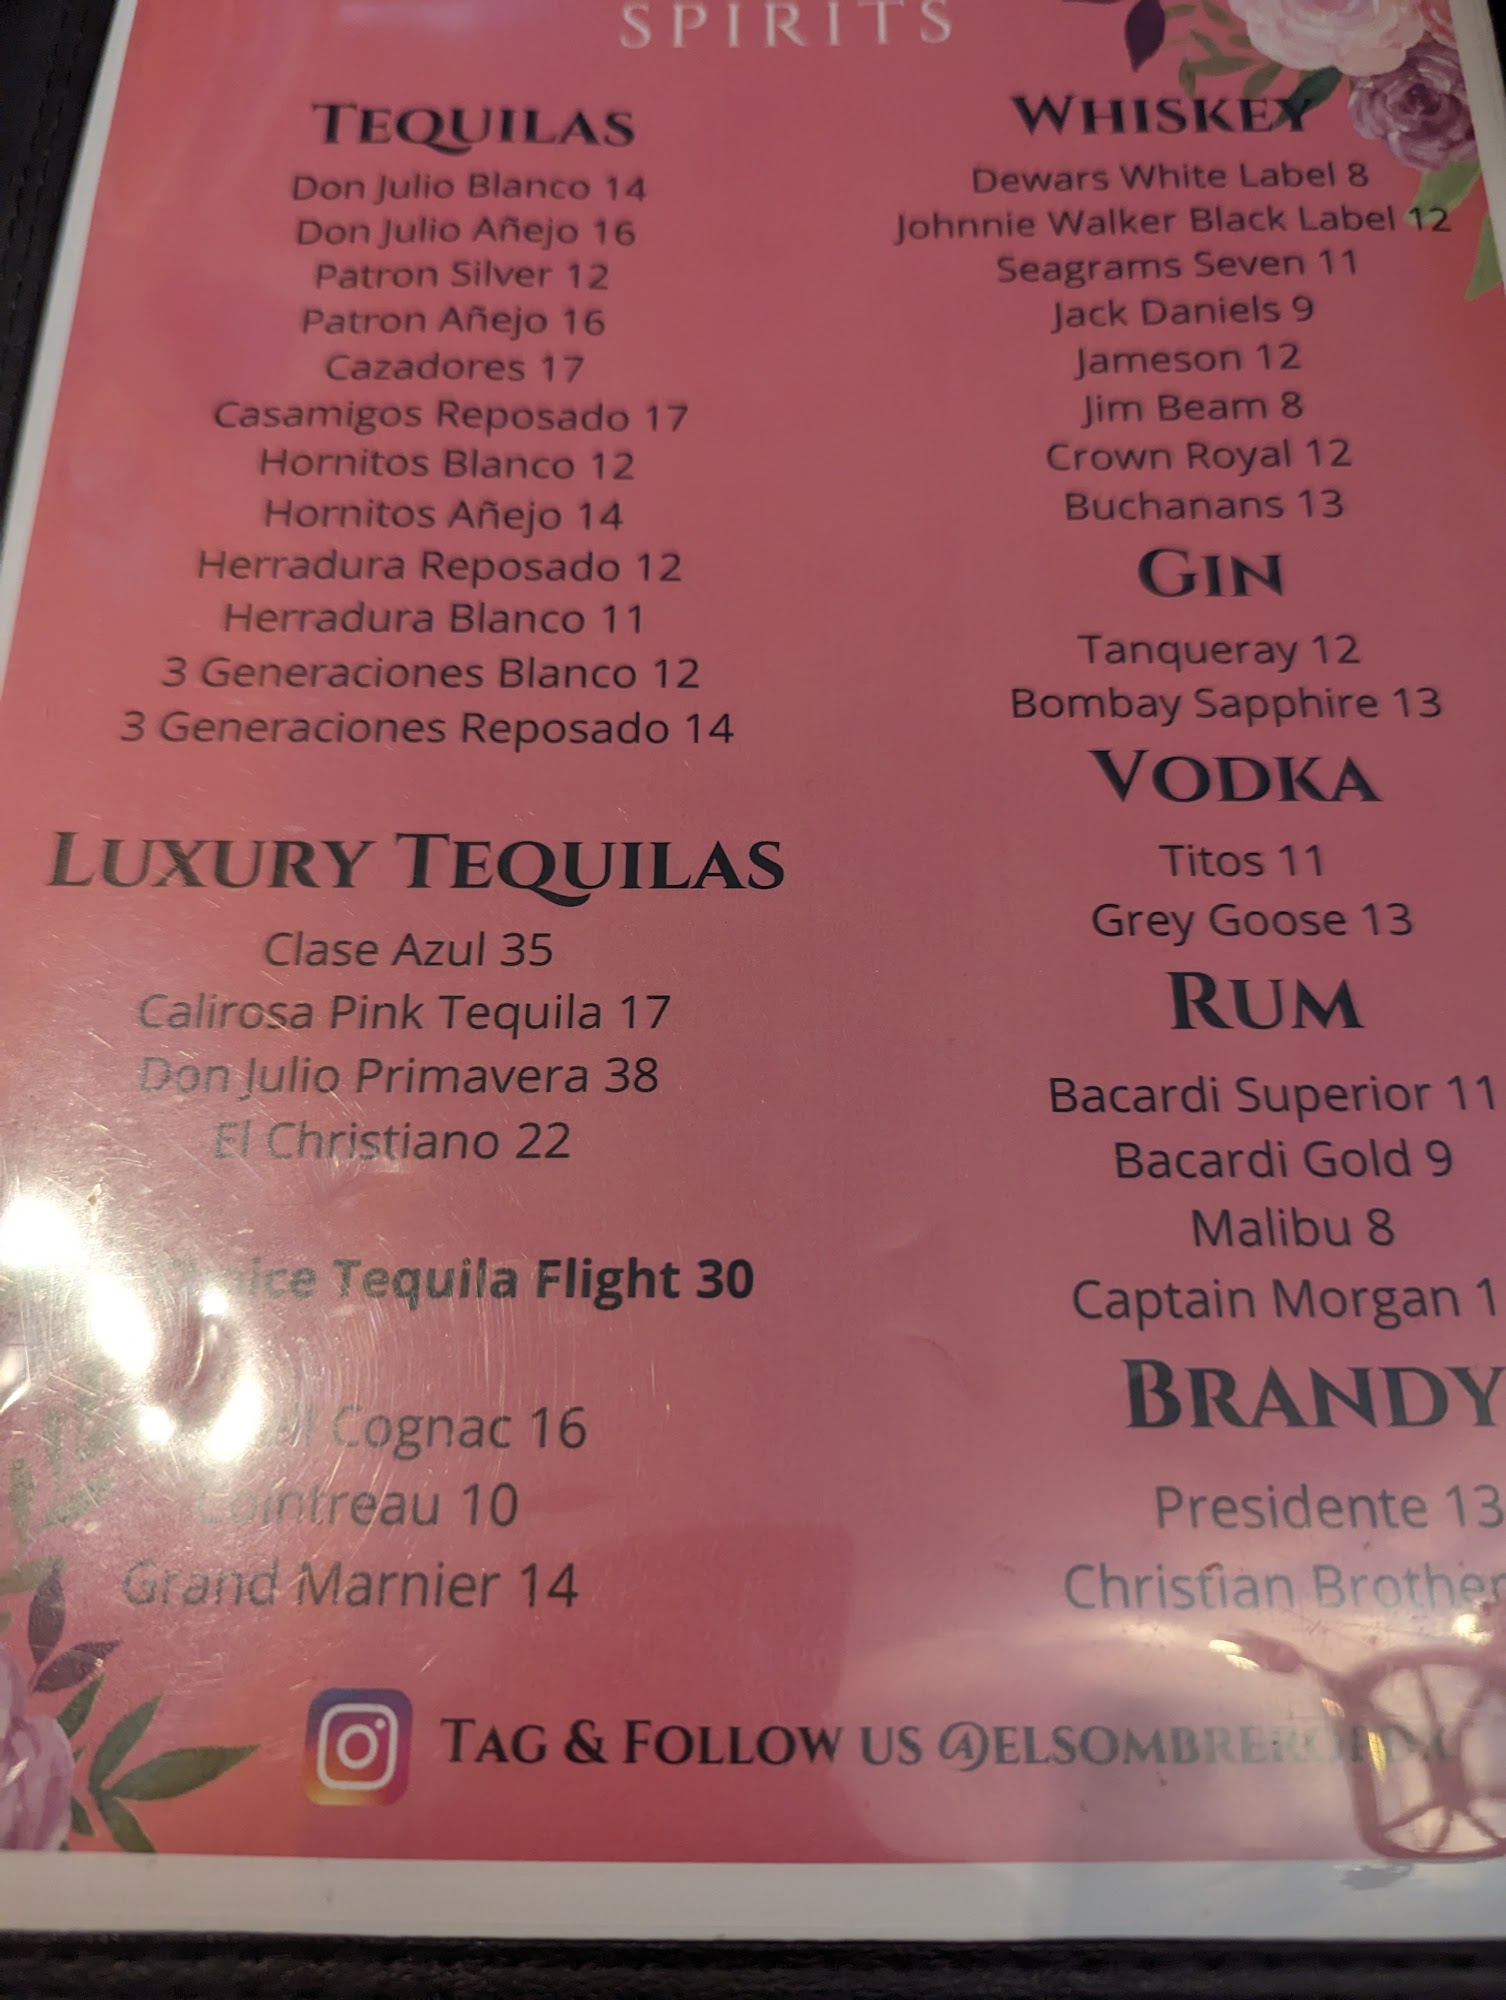 SPIRITS
TEQUILAS
Don Julio Blanco 14
Don Julio Añejo 16
Patron Silver 12
Patron Añejo 16
Cazadores 17
Casamigos Reposado 17
Hornitos Blanco 12
Hornitos Añejo 14
Herradura Reposado 12
Herradura Blanco 11
3 Generaciones Blanco 12
3 Generaciones Reposado 14
LUXURY TEQUILAS
Clase Azul 35
Calirosa Pink Tequila 17
Don Julio Primavera 38
El Christiano 22
Tequila Flight 30
Cognac 16
Cointreau 10
Grand Marnier 14
WHISKEY
Dewars White Label 8
Johnnie Walker Black Label 12
Seagrams Seven 11
Jack Daniels 9
Jameson 12
Jim Beam 8
Crown Royal 12
Buchanans 13
GIN
Tanqueray 12
Bombay Sapphire 13
VODKA
Titos 11
Grey Goose 13
RUM
Bacardi Superior 11
Bacardi Gold 9
Malibu 8
Captain Morgan 1
BRANDY
Presidente 13
Christian Brother
TAG & FOLLOW US